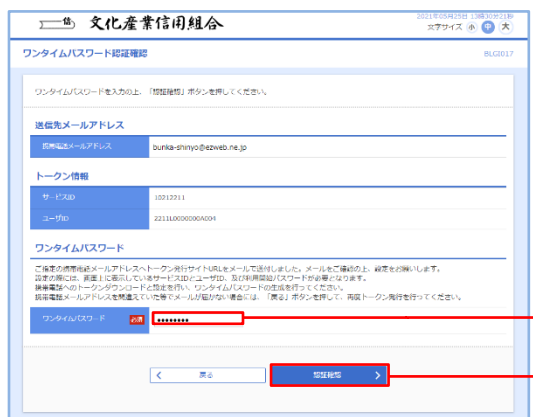 文化産業信用組合
2021年05月25日 13時30分21秒
文字サイズ 小 中 大
ワンタイムパスワード認証確認
BLGI017
ワンタイムパスワードを入力の上、「認証確認」ボタンを押してください。
送信先メールアドレス
携帯電話メールアドレス
bunka-shinyo@ezweb.ne.jp
トークン情報
サービスID
10212211
ユーザID
2211L0000000A004
ワンタイムパスワード
ご指定の携帯電話メールアドレスへトークン発行サイトURLをメールで送付しました。メールをご確認の上、設定をお願いします。
設定の際には、画面上に表示しているサービスIDとユーザID、及び利用開始パスワードが必要となります。
携帯電話へのトークンダウンロードと設定を行い、ワンタイムパスワードの生成を行ってください。
携帯電話メールアドレスを間違えていた等でメールが届かない場合には、「戻る」ボタンを押して、再度トークン発行を行ってください。
ワンタイムパスワード 必須 ●●●●●●●●
戻る
認証確認